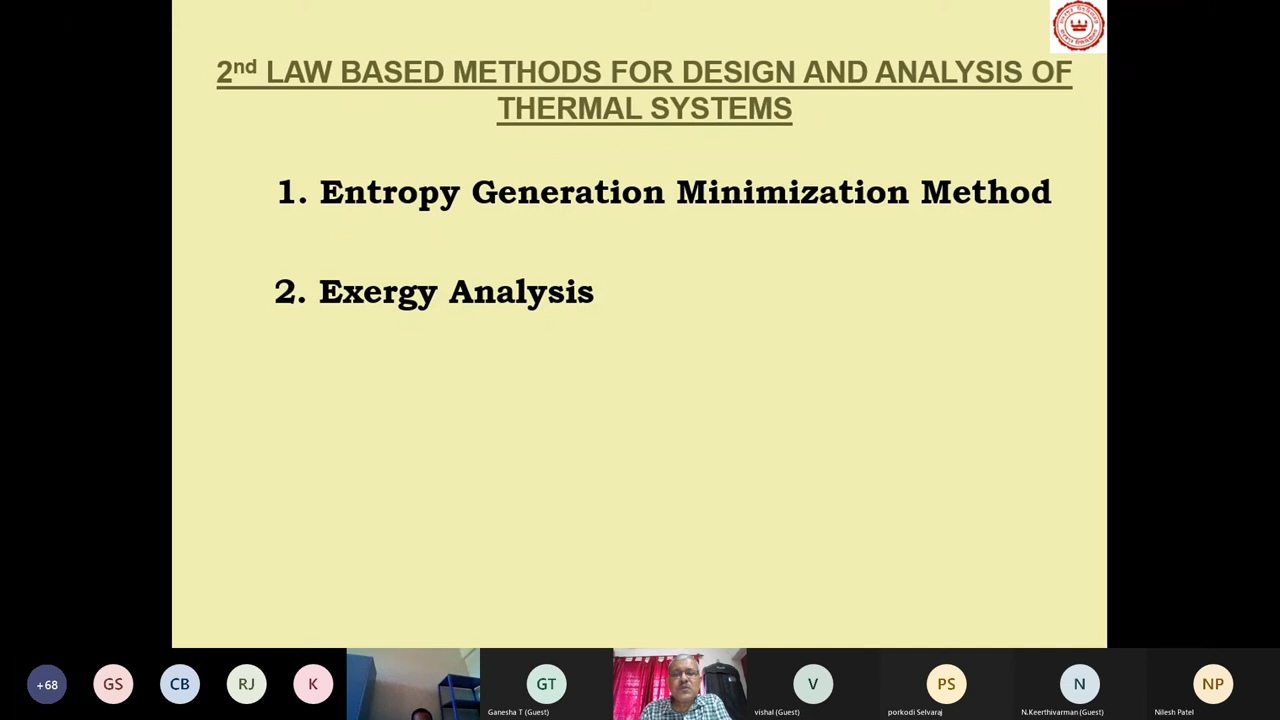 2nd LAW BASED METHODS FOR DESIGN AND ANALYSIS OF
THERMAL SYSTEMS
1. Entropy Generation Minimization Method
2. Exergy Analysis
+68
GS
CB
RJ
K
GT
Ganesha T (Guest)
V
vishal (Guest)
PS
porkodi Selvaraj
N
N.Keerthivarman (Guest)
NP
Nilesh Patel